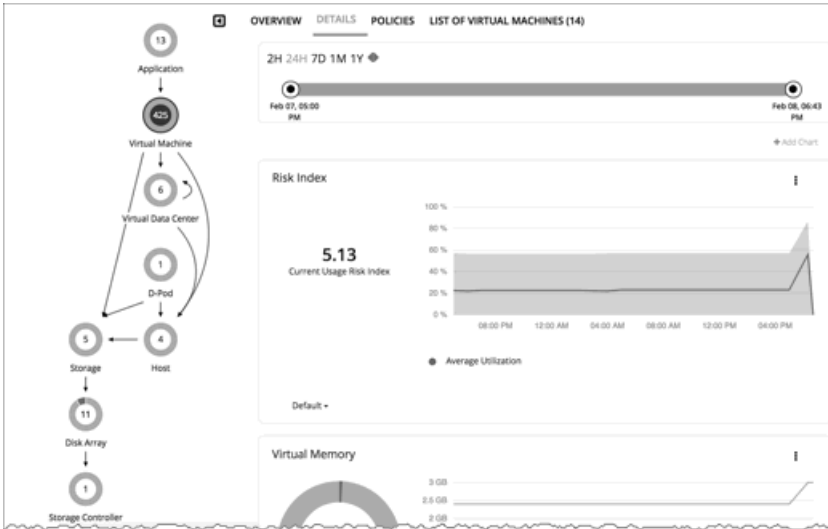 OVERVIEW DETAILS POLICIES LIST OF VIRTUAL MACHINES (14)
13
Application
425
Virtual Machine
6
Virtual Data Center
1
D-Pod
5
Storage
4
Host
11
Disk Array
1
Storage Controller
2H 24H 7D 1M 1Y
Feb 07, 05:00
PM
Feb 08, 06:43
PM
Add Chart
Risk Index
5.13
Current Usage Risk Index
100 %
80 %
60 %
40 %
20 %
0 %
08:00 PM 12:00 AM 04:00 AM 08:00 AM 12:00 PM 04:00 PM
Average Utilization
Default
Virtual Memory
3 GB
2.5 GB
2 GB